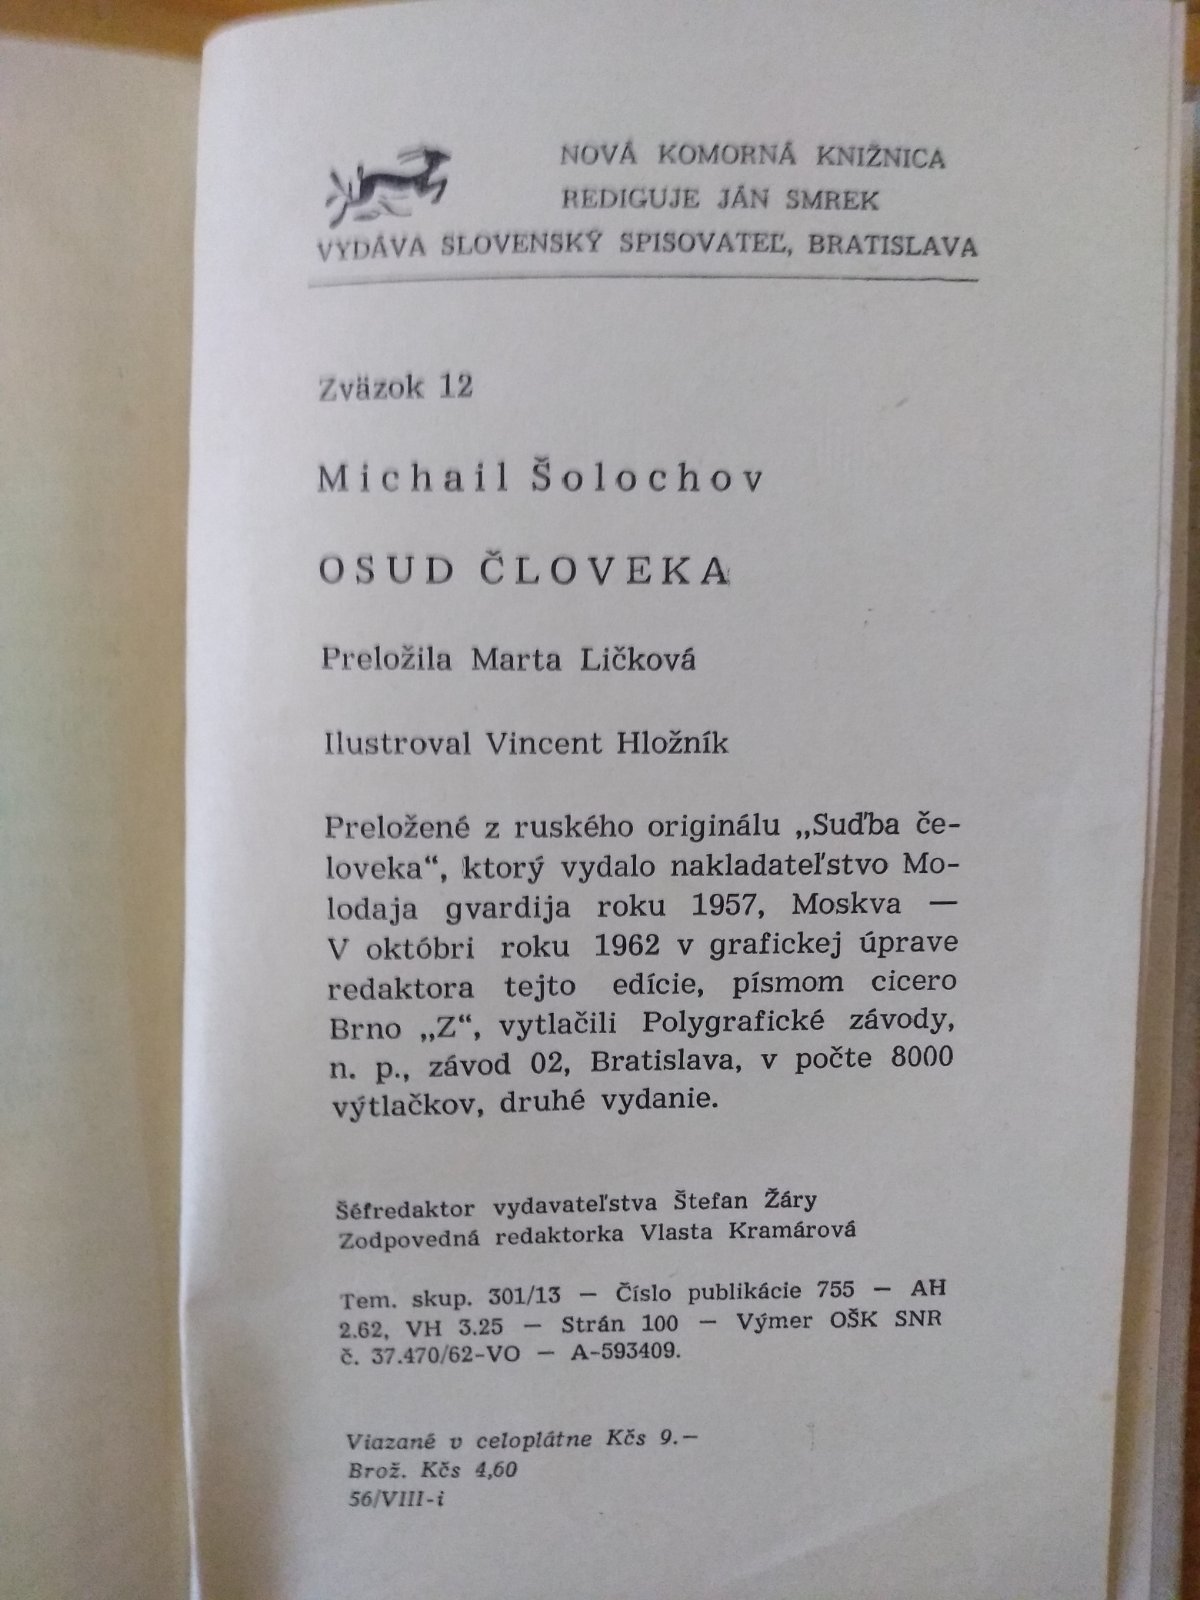 NOVÁ KOMORNÁ KNIŽNICA
REDIGUJE JÁN SMREK
VYDÁVA SLOVENSKÝ SPISOVATEĽ, BRATISLAVA
Zväzok 12
Michail Šolochov
OSUD ČLOVEKA
Preložila Marta Ličková
Ilustroval Vincent Hložník
Preložené z ruského originálu „Suďba če-
loveka“, ktorý vydalo nakladateľstvo Mo-
lodaja gvardija roku 1957, Moskva —
V októbri roku 1962 v grafickej úprave
redaktora tejto edície, písmom cicero
Brno „Z“, vytlačili Polygrafické závody,
n. p., závod 02, Bratislava, v počte 8000
výtlačkov, druhé vydanie.
Šéfredaktor vydavateľstva Štefan Žáry
Zodpovedná redaktorka Vlasta Kramárová
Tem. skup. 301/13 — Číslo publikácie 755 — AH
2.62, VH 3.25 — Strán 100 — Výmer OŠK SNR
č. 37.470/62-VO — A-593409.
Viazané v celoplátne Kčs 9.—
Brož. Kčs 4,60
56/VIII-i